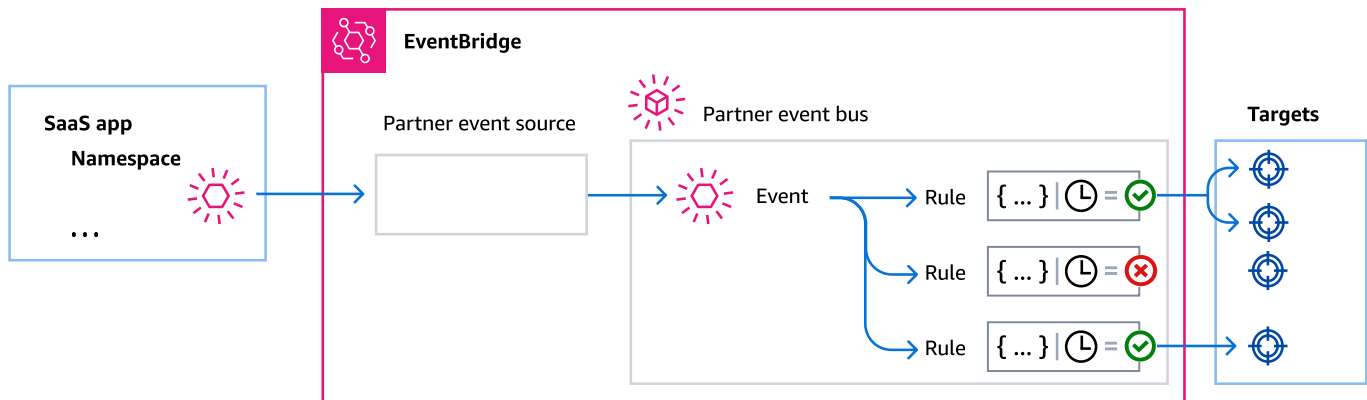 EventBridge
SaaS app
Namespace
...
Partner event source
Partner event bus
Event
Rule
{ ... } | =
Rule
{ ... } | =
Rule
{ ... } | =
Targets